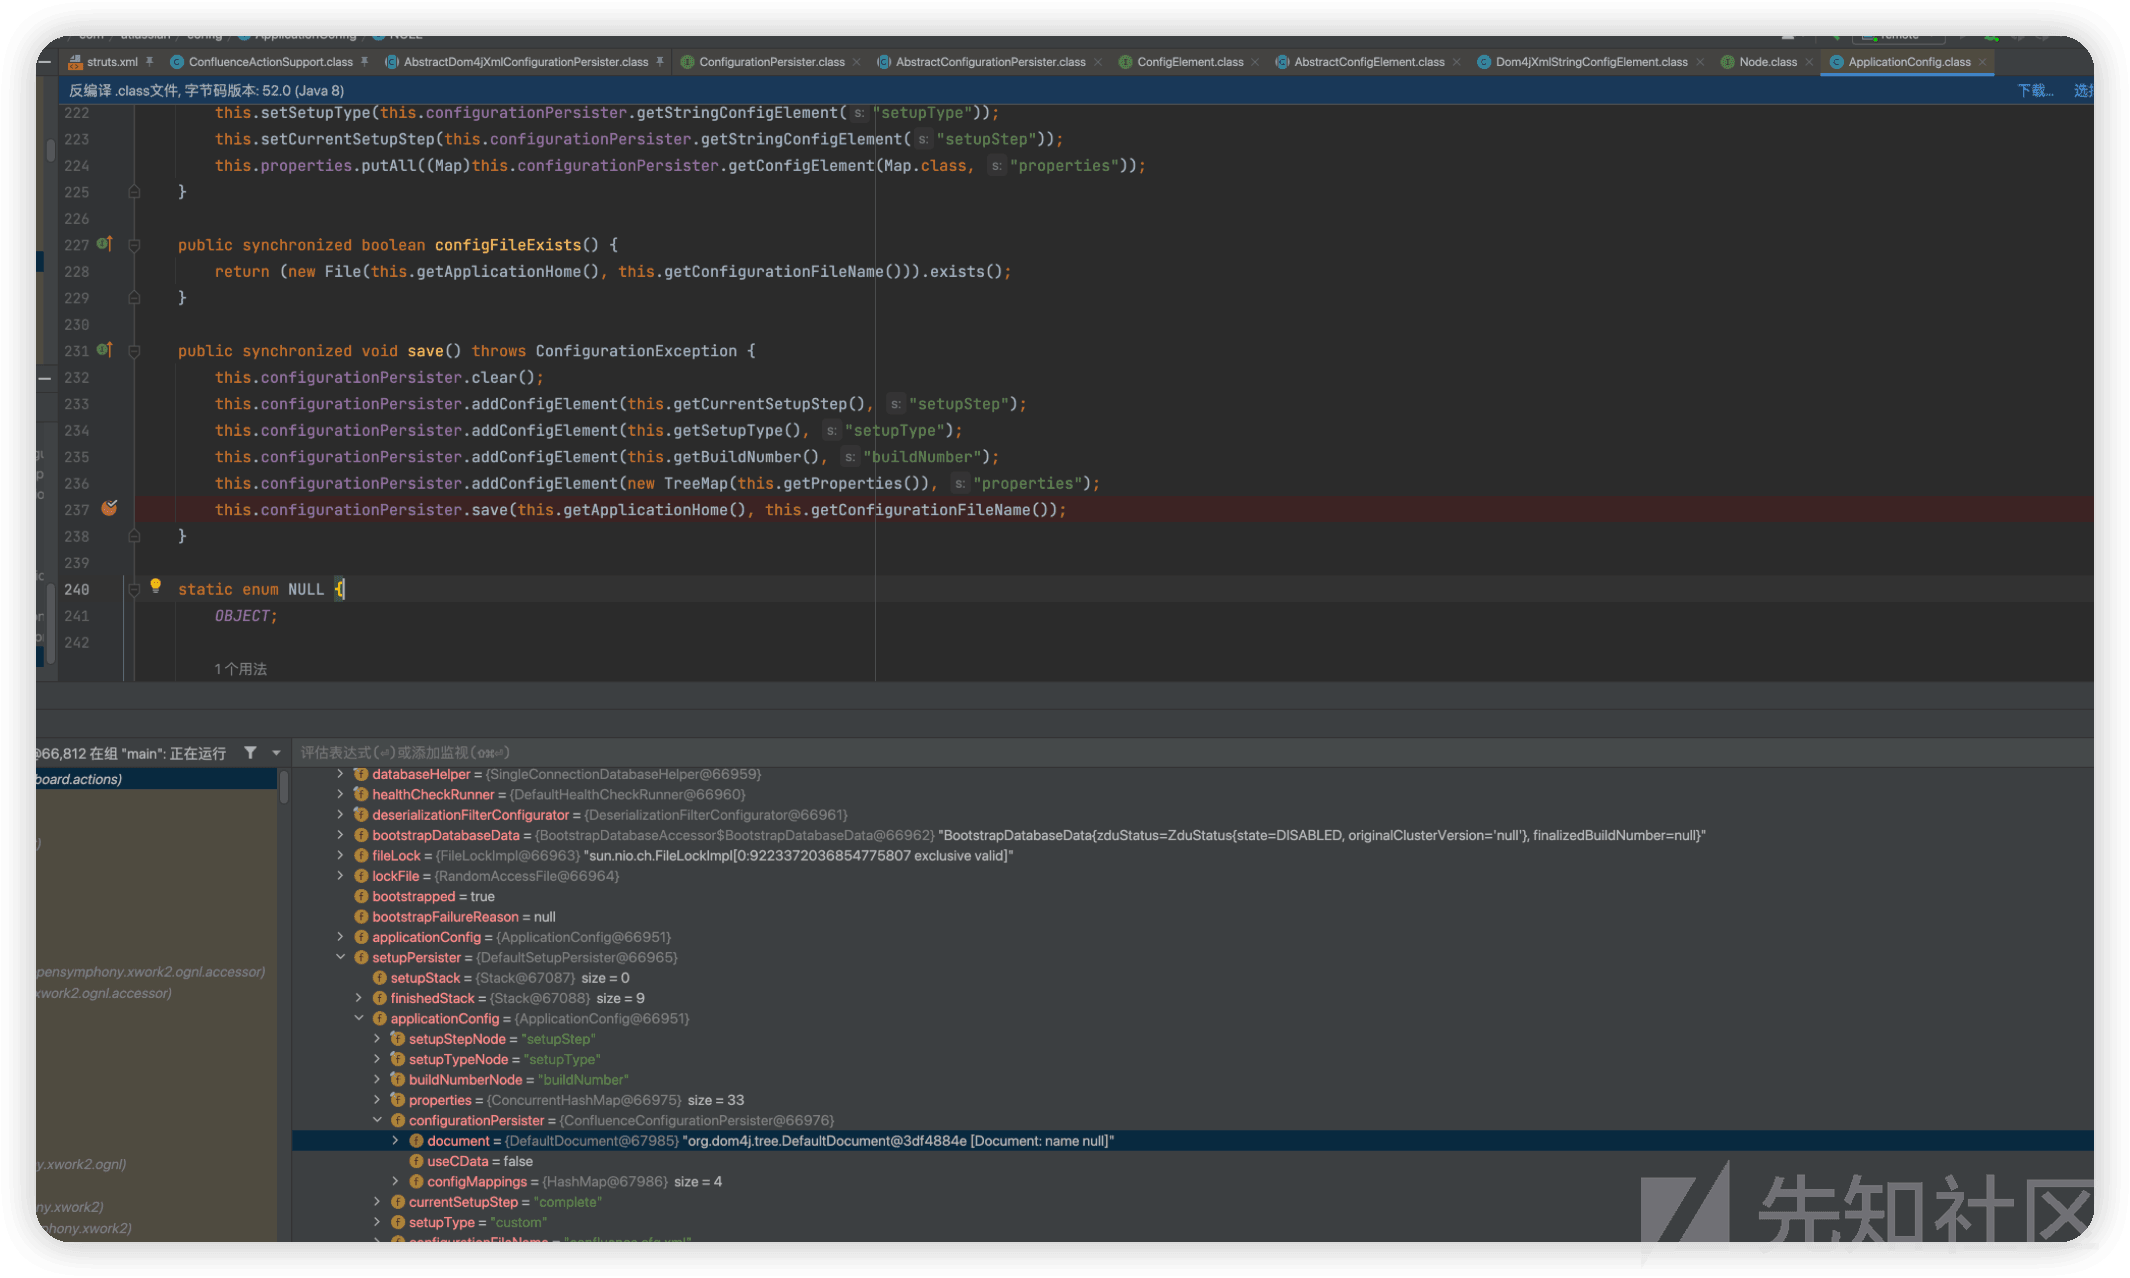 struts.xml ConfluenceActionSupport.class AbstractDom4jXmlConfigurationPersister.class ConfigurationPersister.class AbstractConfigurationPersister.class ConfigElement.class AbstractConfigElement.class Dom4jXmlStringConfigElement.class Node.class ApplicationConfig.class
反编译 .class文件, 字节码版本: 52.0 (Java 8) 下载...
222 this.setSetupType(this.configurationPersister.getStringConfigElement( s: "setupType"));
223 this.setCurrentSetupStep(this.configurationPersister.getStringConfigElement( s: "setupStep"));
224 this.properties.putAll((Map)this.configurationPersister.getConfigElement(Map.class, s: "properties"));
225 }
226
227 public synchronized boolean configFileExists() {
228 return (new File(this.getApplicationHome(), this.getConfigurationFileName())).exists();
229 }
230
231 public synchronized void save() throws ConfigurationException {
232 this.configurationPersister.clear();
233 this.configurationPersister.addConfigElement(this.getCurrentSetupStep(), s: "setupStep");
234 this.configurationPersister.addConfigElement(this.getSetupType(), s: "setupType");
235 this.configurationPersister.addConfigElement(this.getBuildNumber(), s: "buildNumber");
236 this.configurationPersister.addConfigElement(new TreeMap(this.getProperties()), s: "properties");
237 this.configurationPersister.save(this.getApplicationHome(), this.getConfigurationFileName());
238 }
239
240 static enum NULL {
241 OBJECT;
242
1 个用法
@66,812 在组 "main": 正在运行
评估表达式(⏎)或添加监视(⇧⌘⏎)
board.actions)
pensymphony.xwork2.ognl.accessor)
xwork2.ognl.accessor)
y.xwork2.ognl)
ny.xwork2)
phony.xwork2)
databaseHelper = {SingleConnectionDatabaseHelper@66959}
healthCheckRunner = {DefaultHealthCheckRunner@66960}
deserializationFilterConfigurator = {DeserializationFilterConfigurator@66961}
bootstrapDatabaseData = {BootstrapDatabaseAccessor$BootstrapDatabaseData@66962} "BootstrapDatabaseData{zduStatus=ZduStatus{state=DISABLED, originalClusterVersion='null'}, finalizedBuildNumber=null}"
fileLock = {FileLockImpl@66963} "sun.nio.ch.FileLockImpl[0:9223372036854775807 exclusive valid]"
lockFile = {RandomAccessFile@66964}
bootstrapped = true
bootstrapFailureReason = null
applicationConfig = {ApplicationConfig@66951}
setupPersister = {DefaultSetupPersister@66965}
setupStack = {Stack@67087} size = 0
finishedStack = {Stack@67088} size = 9
applicationConfig = {ApplicationConfig@66951}
setupStepNode = "setupStep"
setupTypeNode = "setupType"
buildNumberNode = "buildNumber"
properties = {ConcurrentHashMap@66975} size = 33
configurationPersister = {ConfluenceConfigurationPersister@66976}
document = {DefaultDocument@67985} "org.dom4j.tree.DefaultDocument@3df4884e [Document: name null]"
useCData = false
configMappings = {HashMap@67986} size = 4
currentSetupStep = "complete"
setupType = "custom"
先知社区